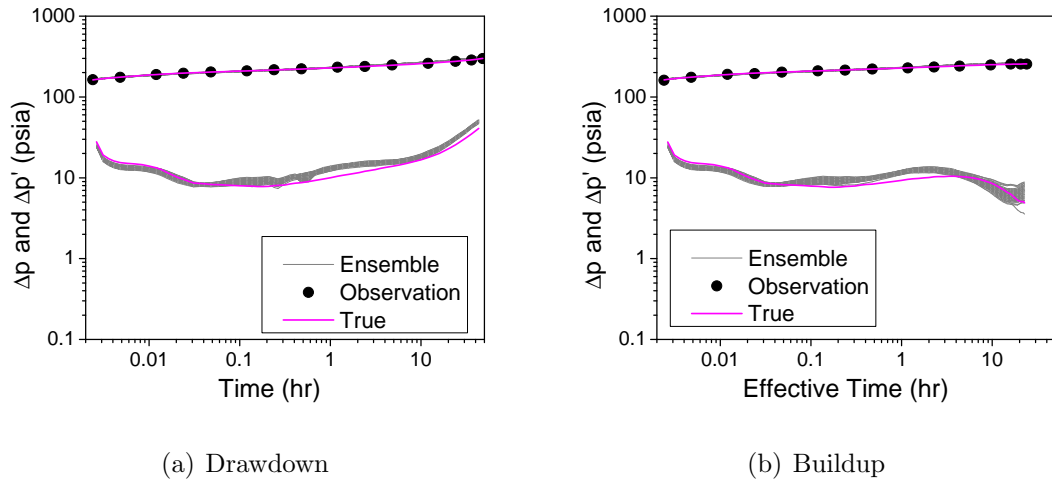 1000
100
10
1
0.1
Δp and Δp' (psia)
Ensemble
Observation
True
0.01 0.1 1 10
Time (hr)
(a) Drawdown
1000
100
10
1
0.1
Δp and Δp' (psia)
Ensemble
Observation
True
0.01 0.1 1 10
Effective Time (hr)
(b) Buildup